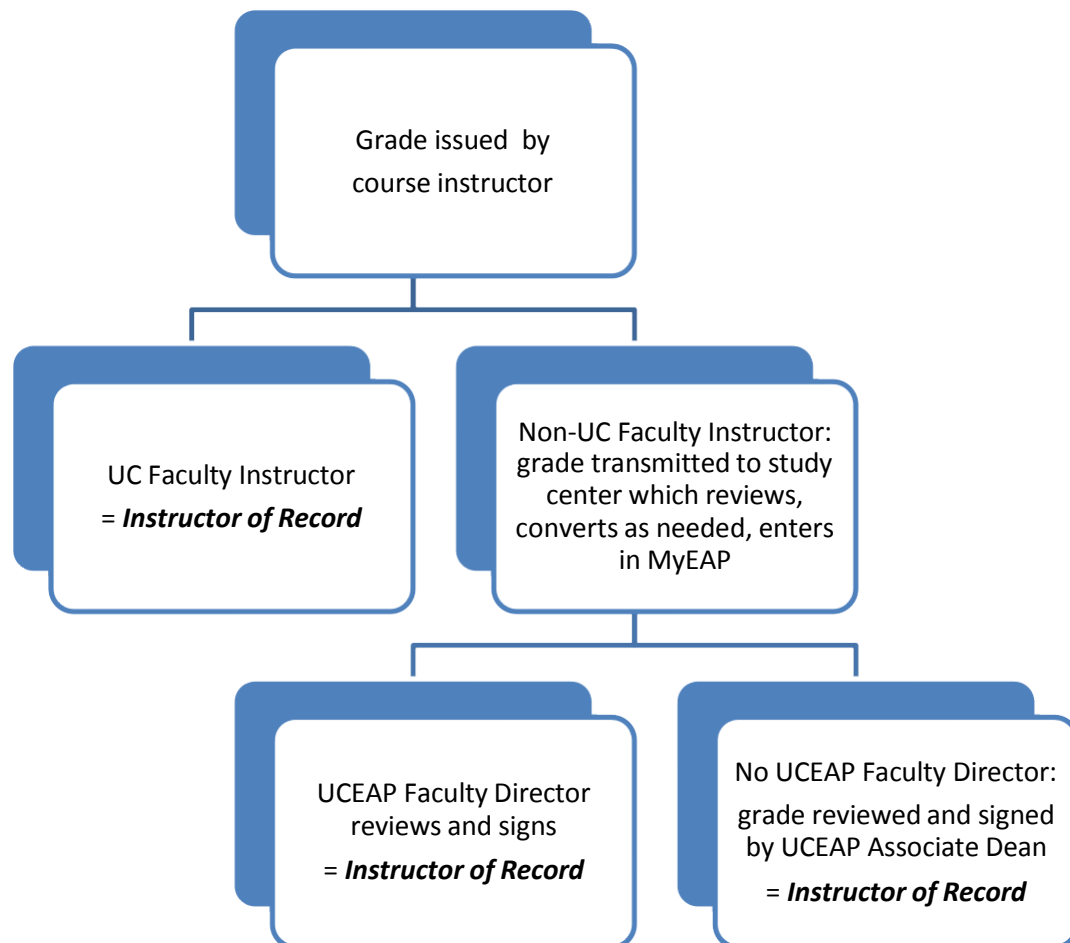 Grade issued by
course instructor
UC Faculty Instructor
= Instructor of Record
Non-UC Faculty Instructor:
grade transmitted to study
center which reviews,
converts as needed, enters
in MyEAP
UCEAP Faculty Director
reviews and signs
= Instructor of Record
No UCEAP Faculty Director:
grade reviewed and signed
by UCEAP Associate Dean
= Instructor of Record